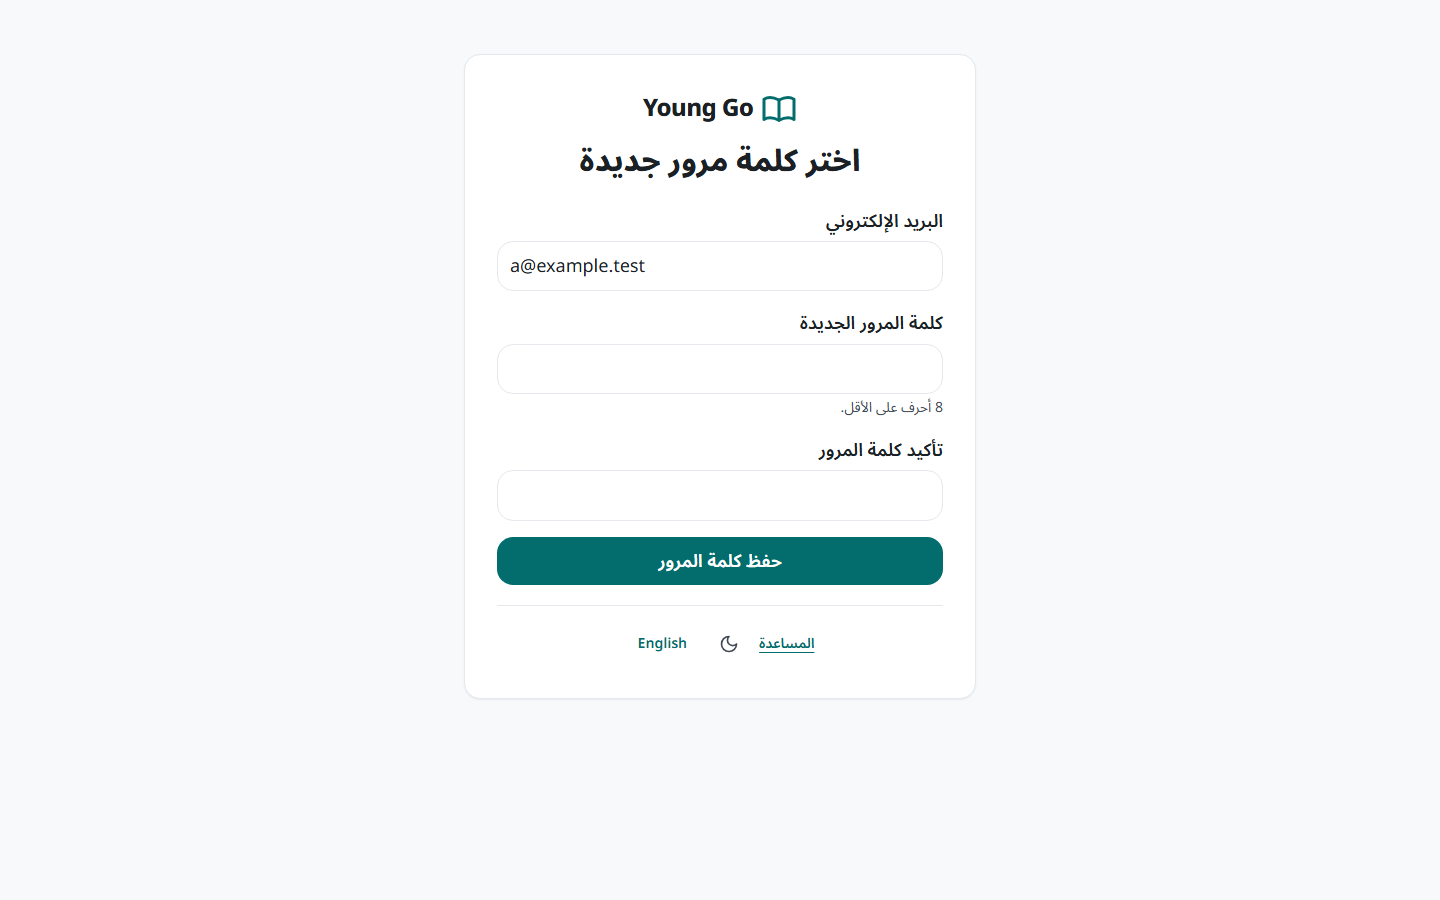 Young Go
اختر كلمة مرور جديدة
البريد الإلكتروني
a@example.test
كلمة المرور الجديدة
8 أحرف على الأقل.
تأكيد كلمة المرور
حفظ كلمة المرور
المساعدة English